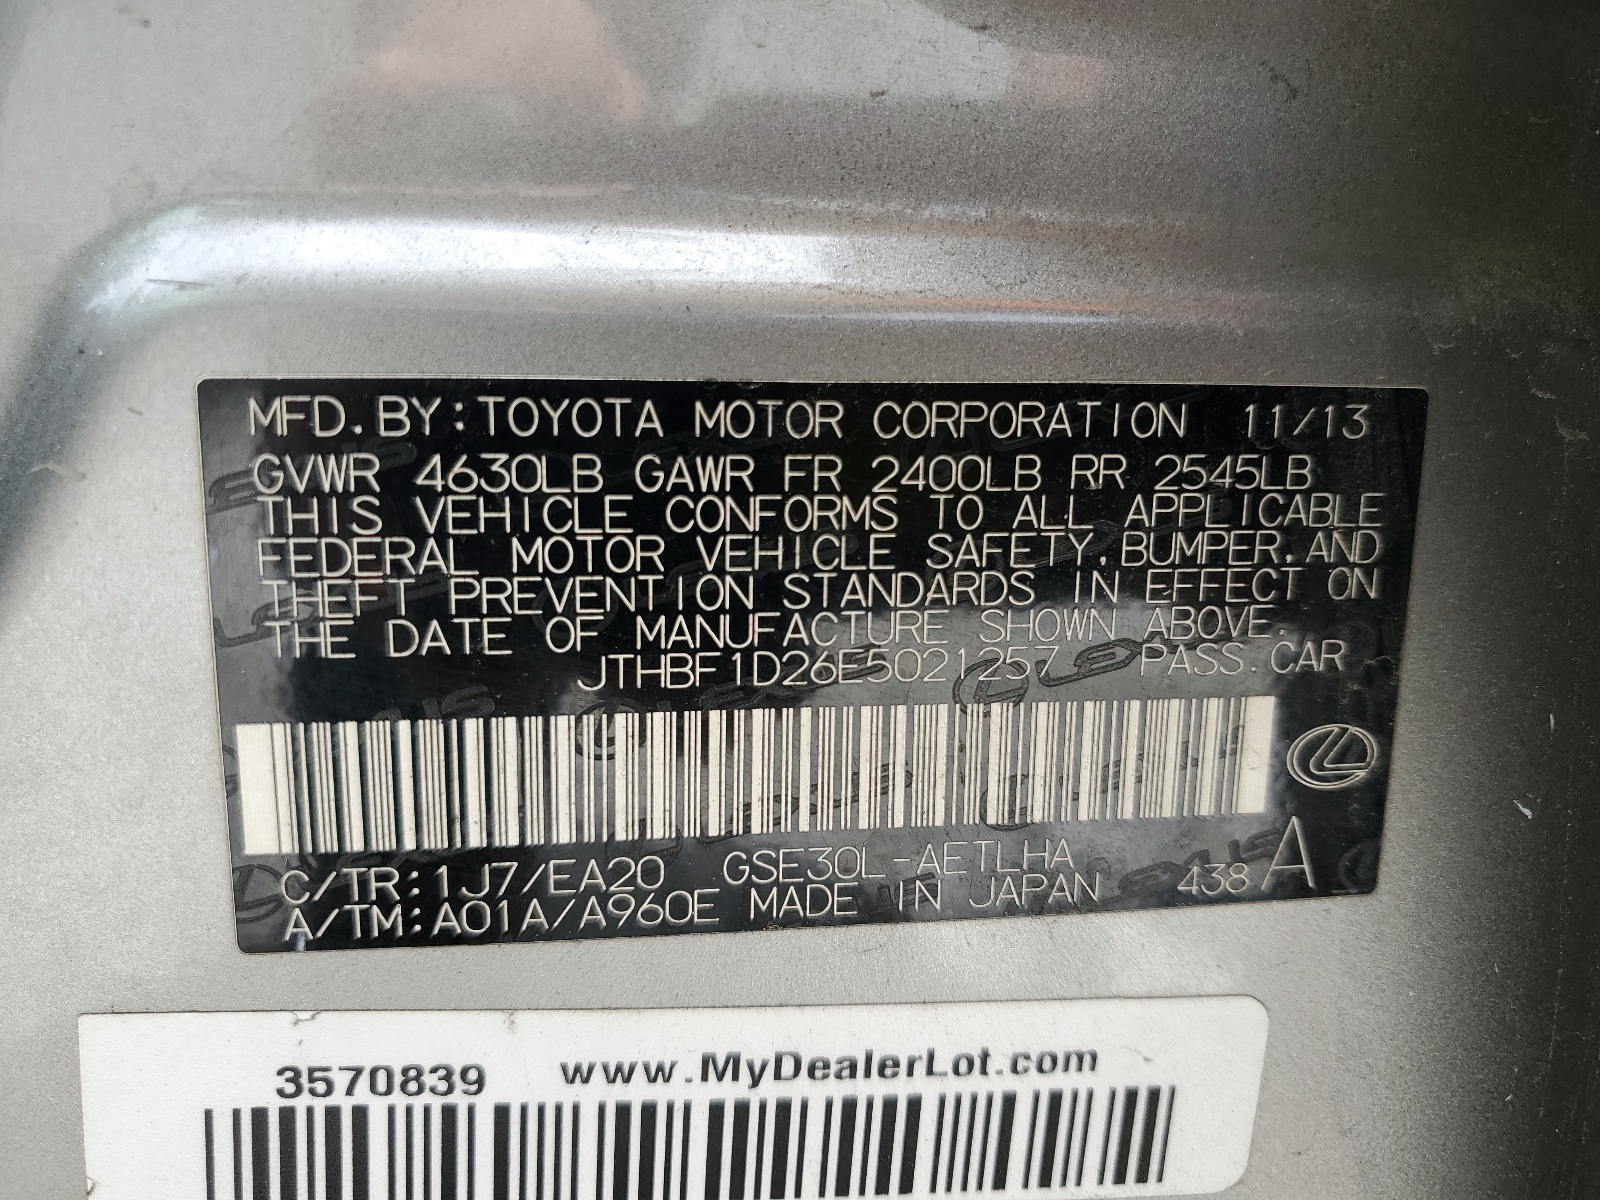 MFD. BY: TOYOTA MOTOR CORPORATION 11/13
GVWR 4630LB GAWR FR 2400LB RR 2545LB
THIS VEHICLE CONFORMS TO ALL APPLICABLE
FEDERAL MOTOR VEHICLE SAFETY, BUMPER, AND
THEFT PREVENTION STANDARDS IN EFFECT ON
THE DATE OF MANUFACTURE SHOWN ABOVE.
JTHBF1D26E5021257 PASS. CAR
C/TR: 1J7/EA20 GSE30L-AETLHA
A/TM: A01A/A960E MADE IN JAPAN 438 A
3570839 www.MyDealerLot.com